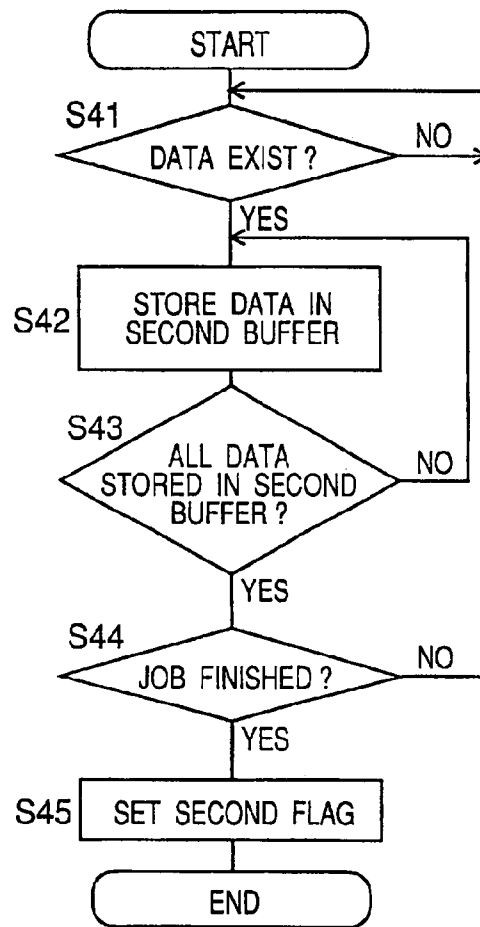 START
S41
DATA EXIST?
NO
YES
S42
STORE DATA IN
SECOND BUFFER
S43
ALL DATA
STORED IN SECOND
BUFFER?
NO
YES
S44
JOB FINISHED?
NO
YES
S45
SET SECOND FLAG
END